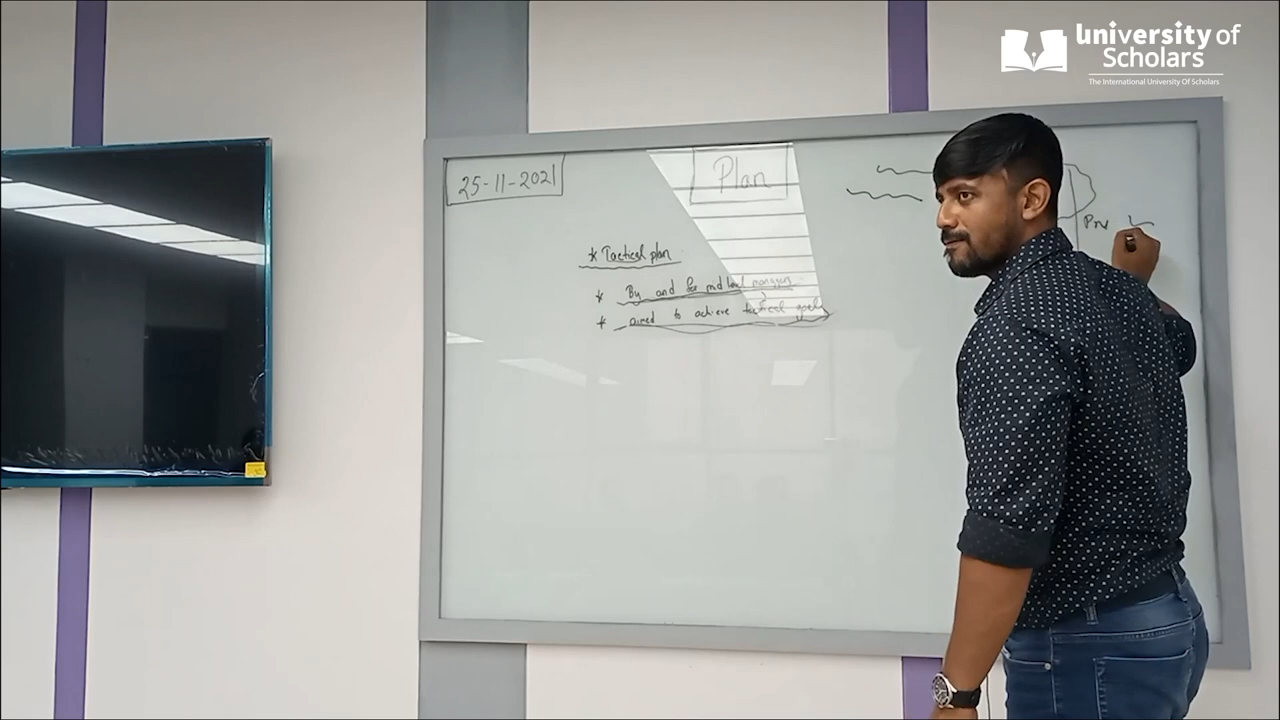 university of
Scholars
The International University Of Scholars
25-11-2021
Plan
* Tactical plan
* By and for mid level managers
* aimed to achieve tactical goals